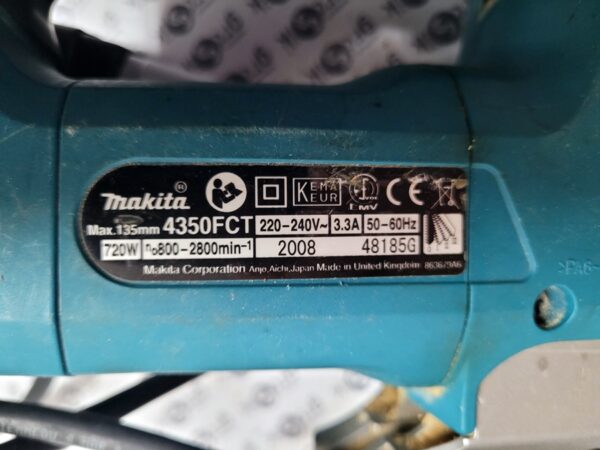 makita
KEMA
KEUR
EMV
CE
Max.135mm 4350FCT 220-240V~ 3.3A 50-60Hz
720W n₀800-2800min⁻¹ 2008 48185G
Makita Corporation Anjo,Aichi,Japan Made in United Kingdom